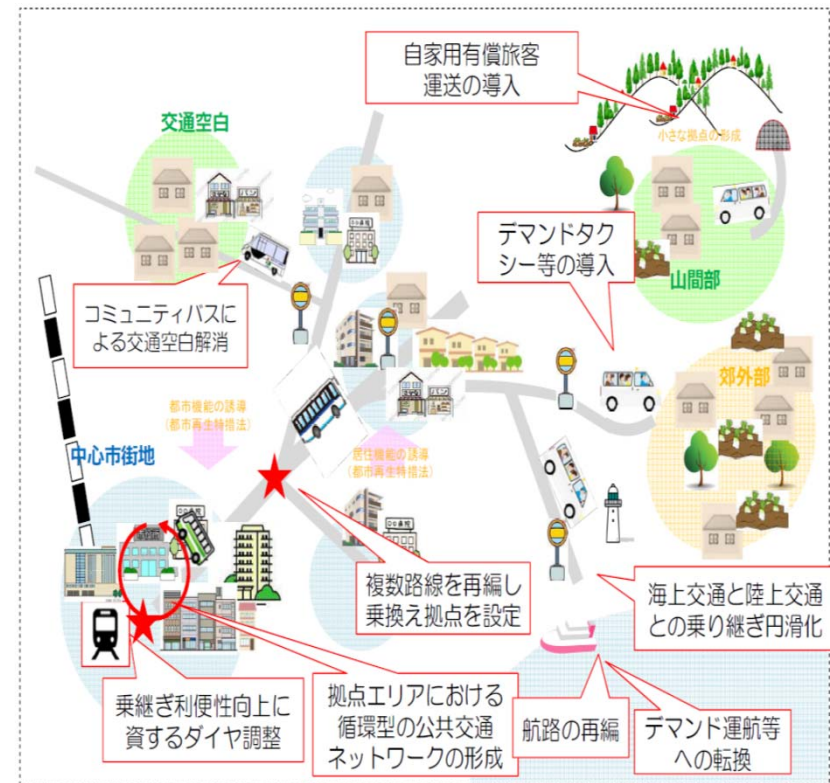 自家用有償旅客
運送の導入
交通空白
小さな拠点の形成
デマンドタク
シー等の導入
山間部
コミュニティバスに
よる交通空白解消
郊外部
都市機能の誘導
(都市再生特措法)
居住機能の誘導
(都市再生特措法)
中心市街地
複数路線を再編し
乗換え拠点を設定
海上交通と陸上交通
との乗り継ぎ円滑化
乗継ぎ利便性向上に
資するダイヤ調整
拠点エリアにおける
循環型の公共交通
ネットワークの形成
航路の再編
デマンド運航等
への転換